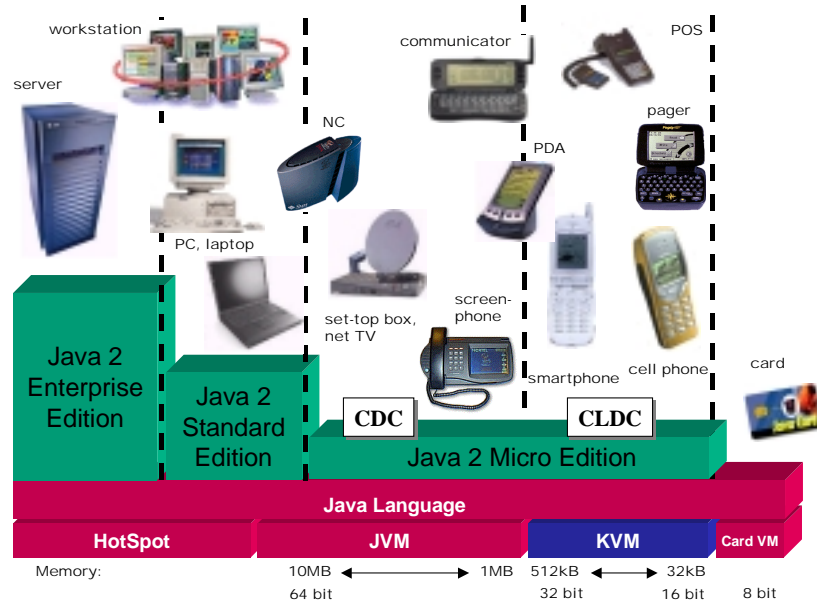 workstation
communicator
POS
server
NC
pager
PDA
PC, laptop
set-top box,
net TV
screen-
phone
smartphone
cell phone
card
Java 2
Enterprise
Edition
Java 2
Standard
Edition
CDC
CLDC
Java 2 Micro Edition
Java Language
HotSpot
JVM
KVM
Card VM
Memory:
10MB
1MB
512kB
32kB
64 bit
32 bit
16 bit
8 bit